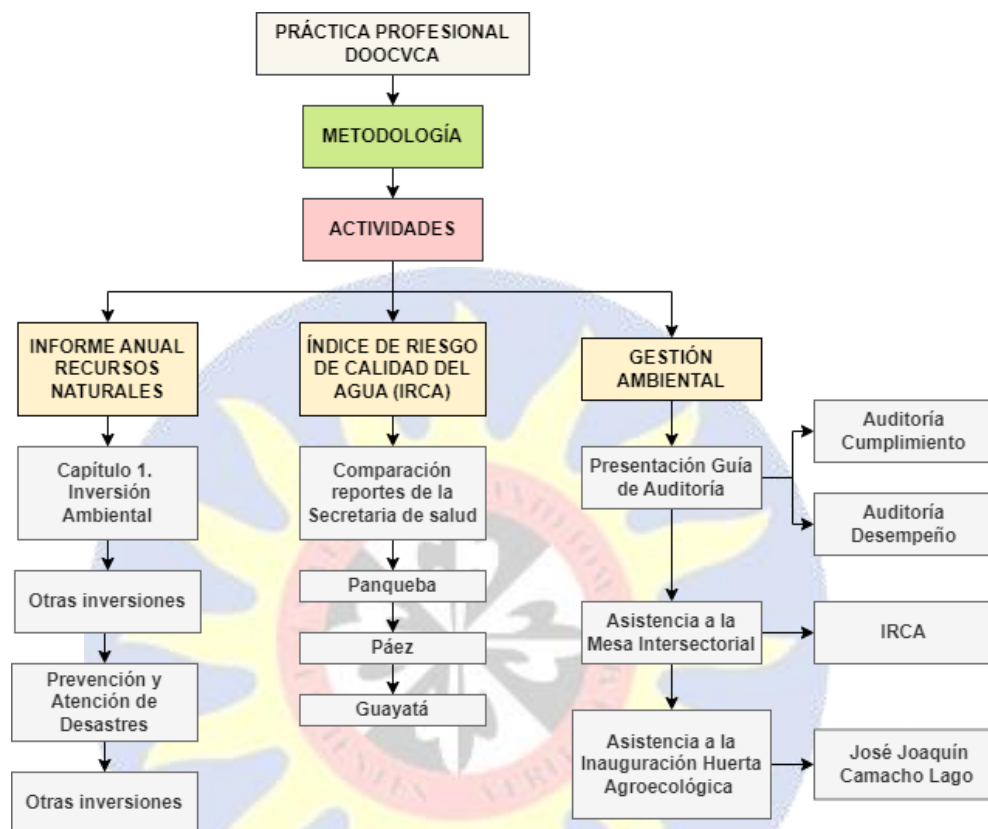 PRÁCTICA PROFESIONAL
DOOCVCA
METODOLOGÍA
ACTIVIDADES
INFORME ANUAL
RECURSOS
NATURALES
Capítulo 1.
Inversión
Ambiental
Otras inversiones
Prevención y
Atención de
Desastres
Otras inversiones
ÍNDICE DE RIESGO
DE CALIDAD DEL
AGUA (IRCA)
Comparación
reportes de la
Secretaria de salud
Panqueba
Páez
Guayatá
GESTIÓN
AMBIENTAL
Presentación Guía
de Auditoría
Auditoría
Cumplimiento
Auditoría
Desempeño
Asistencia a la
Mesa Intersectorial
IRCA
Asistencia a la
Inauguración Huerta
Agroecológica
José Joaquín
Camacho Lago